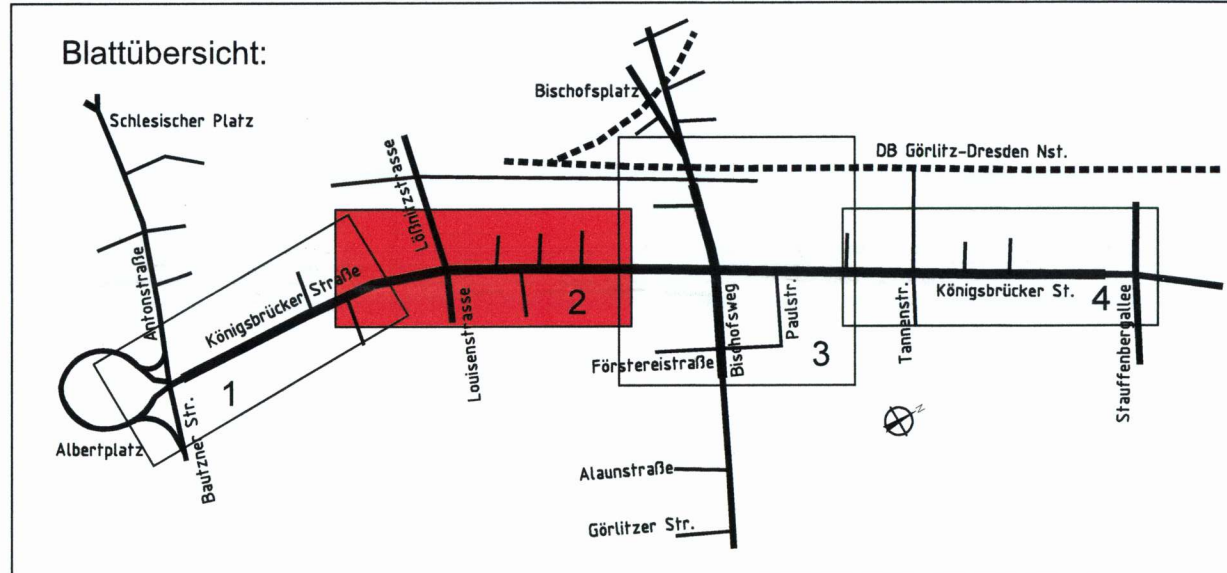 Blattübersicht:
Schlesischer Platz
Antonstraße
Albertplatz
Bautzner Str.
Königsbrücker Straße
1
Lößnitzstrasse
Louisenstrasse
2
Bischofsplatz
DB Görlitz-Dresden Nst.
Bischofsweg
Paulstr.
Förstereistraße
3
Alaunstraße
Görlitzer Str.
Tannenstr.
Königsbrücker St.
4
Stauffenbergallee
N